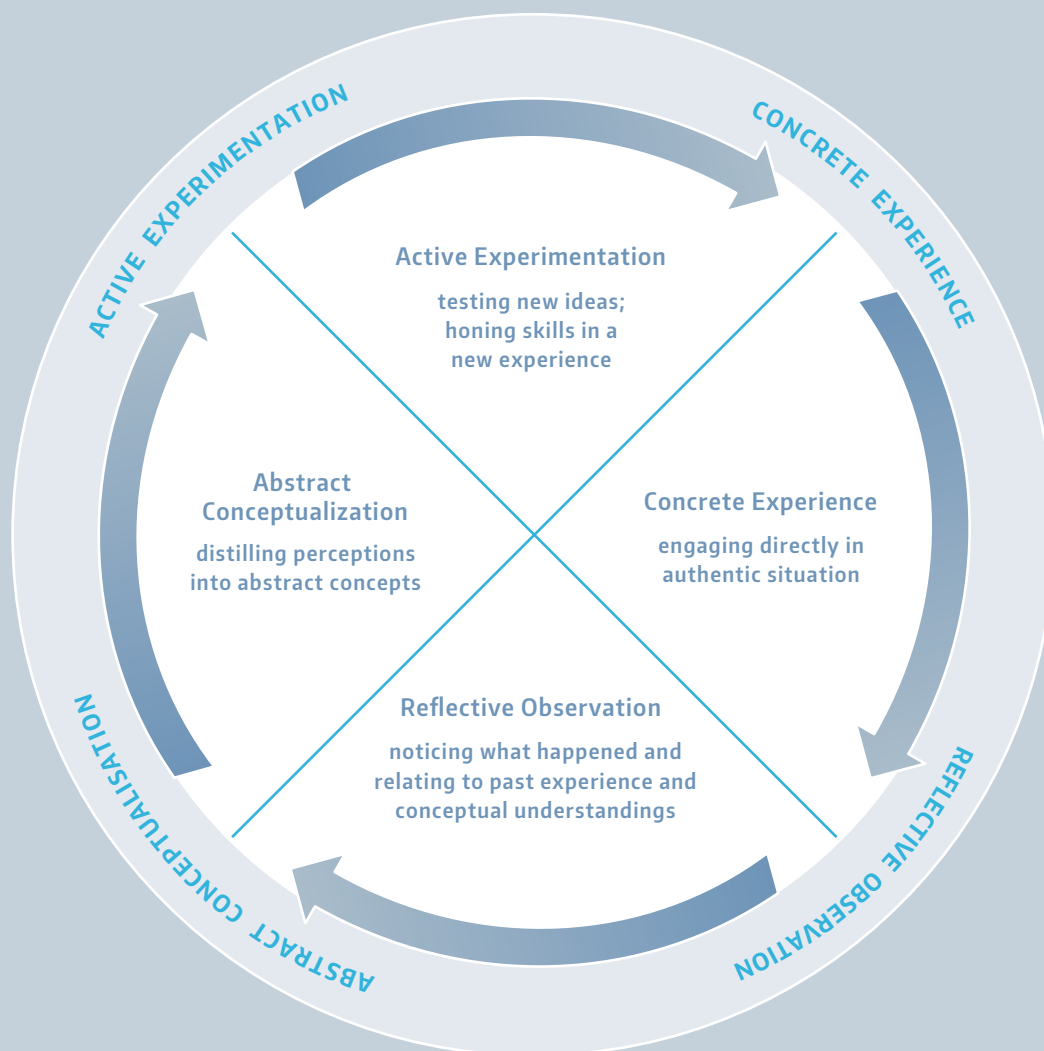 ACTIVE EXPERIMENTATION
CONCRETE EXPERIENCE
Active Experimentation
testing new ideas;
honing skills in a
new experience
Abstract
Conceptualization
distilling perceptions
into abstract concepts
Concrete Experience
engaging directly in
authentic situation
Reflective Observation
noticing what happened and
relating to past experience and
conceptual understandings
ABSTRACT CONCEPTUALISATION
REFLECTIVE OBSERVATION